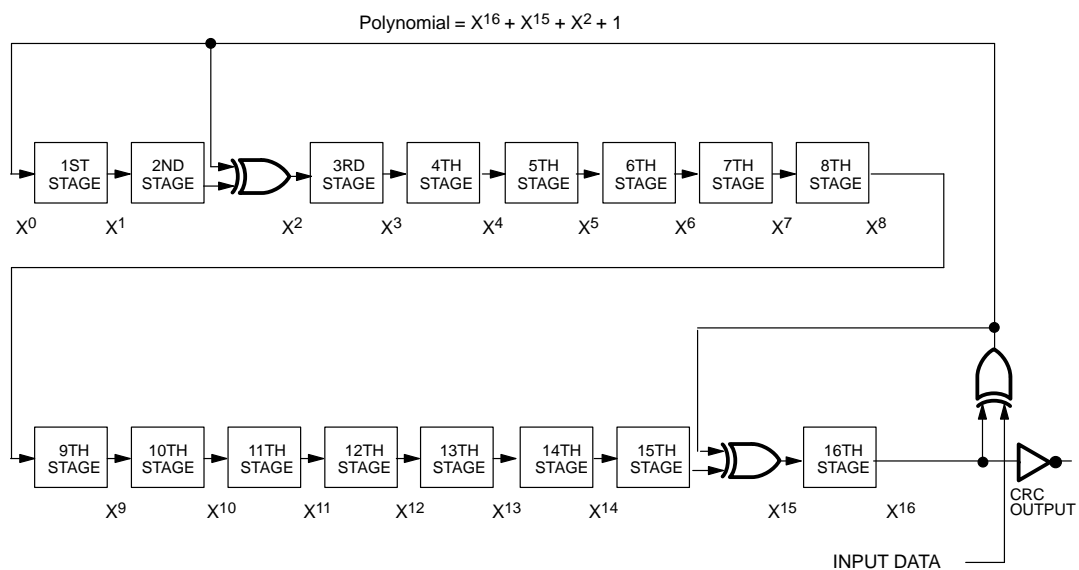 Polynomial = X¹⁶ + X¹⁵ + X² + 1
1ST
STAGE
2ND
STAGE
3RD
STAGE
4TH
STAGE
5TH
STAGE
6TH
STAGE
7TH
STAGE
8TH
STAGE
X⁰
X¹
X²
X³
X⁴
X⁵
X⁶
X⁷
X⁸
9TH
STAGE
10TH
STAGE
11TH
STAGE
12TH
STAGE
13TH
STAGE
14TH
STAGE
15TH
STAGE
16TH
STAGE
CRC
OUTPUT
X⁹
X¹⁰
X¹¹
X¹²
X¹³
X¹⁴
X¹⁵
X¹⁶
INPUT DATA